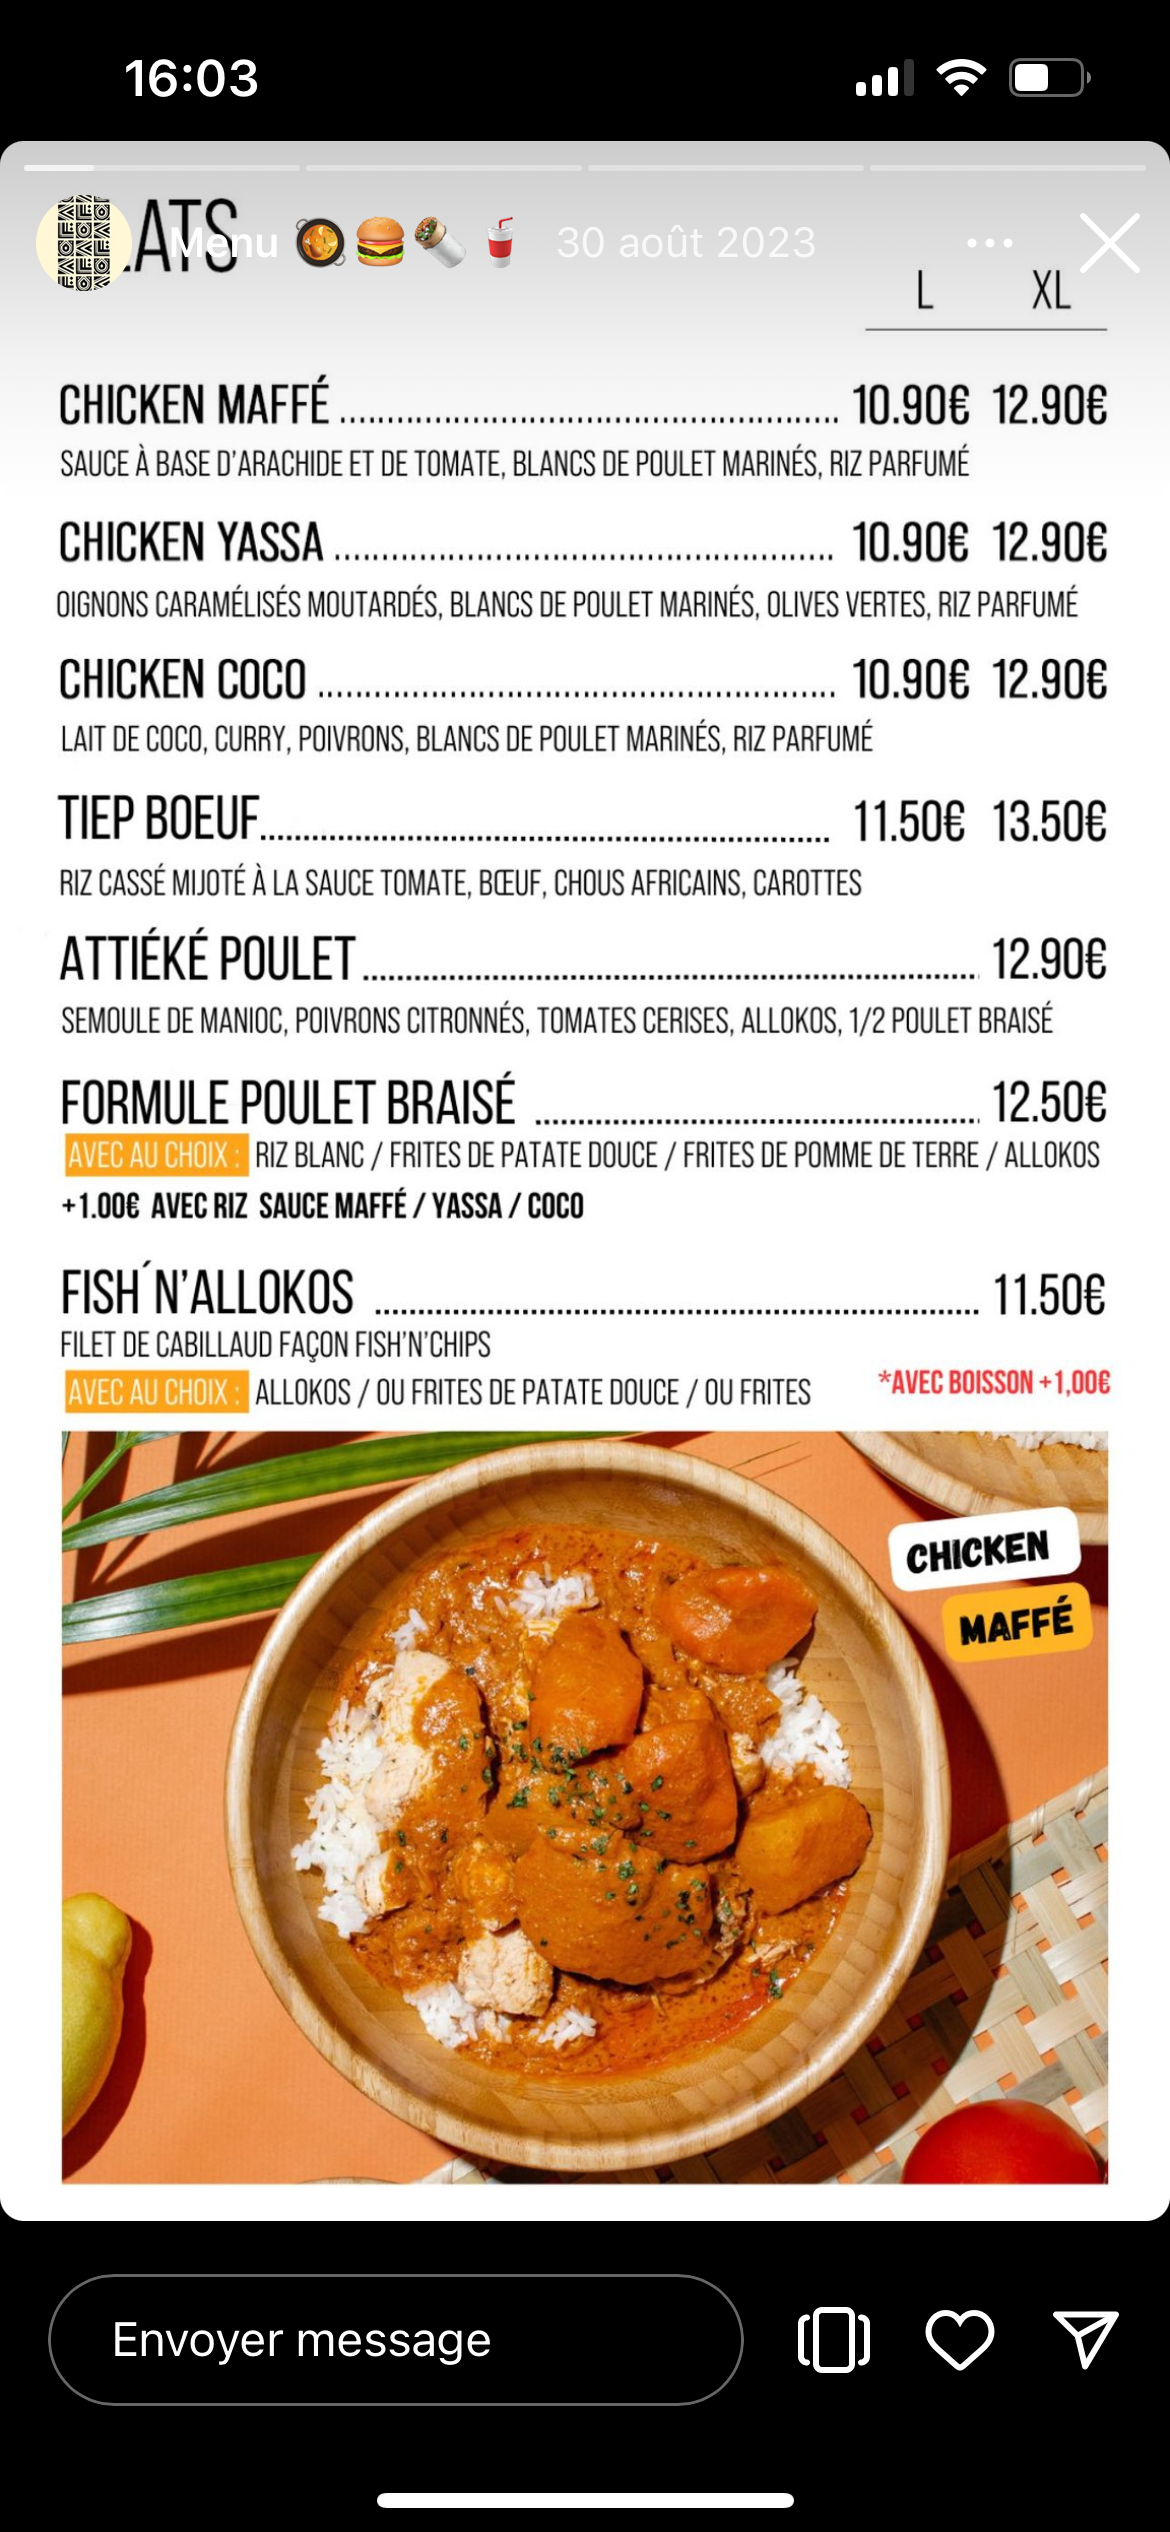 16:03
ATS
Menu 🥘🍔🌯🥤 30 août 2023
L XL
CHICKEN MAFFÉ 10.90€ 12.90€
SAUCE À BASE D'ARACHIDE ET DE TOMATE, BLANCS DE POULET MARINÉS, RIZ PARFUMÉ
CHICKEN YASSA 10.90€ 12.90€
OIGNONS CARAMÉLISÉS MOUTARDÉS, BLANCS DE POULET MARINÉS, OLIVES VERTES, RIZ PARFUMÉ
CHICKEN COCO 10.90€ 12.90€
LAIT DE COCO, CURRY, POIVRONS, BLANCS DE POULET MARINÉS, RIZ PARFUMÉ
TIEP BOEUF 11.50€ 13.50€
RIZ CASSÉ MIJOTÉ À LA SAUCE TOMATE, BŒUF, CHOUS AFRICAINS, CAROTTES
ATTIÉKÉ POULET 12.90€
SEMOULE DE MANIOC, POIVRONS CITRONNÉS, TOMATES CERISES, ALLOKOS, 1/2 POULET BRAISÉ
FORMULE POULET BRAISÉ 12.50€
AVEC AU CHOIX : RIZ BLANC / FRITES DE PATATE DOUCE / FRITES DE POMME DE TERRE / ALLOKOS
+1.00€ AVEC RIZ SAUCE MAFFÉ / YASSA / COCO
FISH´N'ALLOKOS 11.50€
FILET DE CABILLAUD FAÇON FISH'N'CHIPS
AVEC AU CHOIX : ALLOKOS / OU FRITES DE PATATE DOUCE / OU FRITES
*AVEC BOISSON +1,00€
CHICKEN
MAFFÉ
Envoyer message